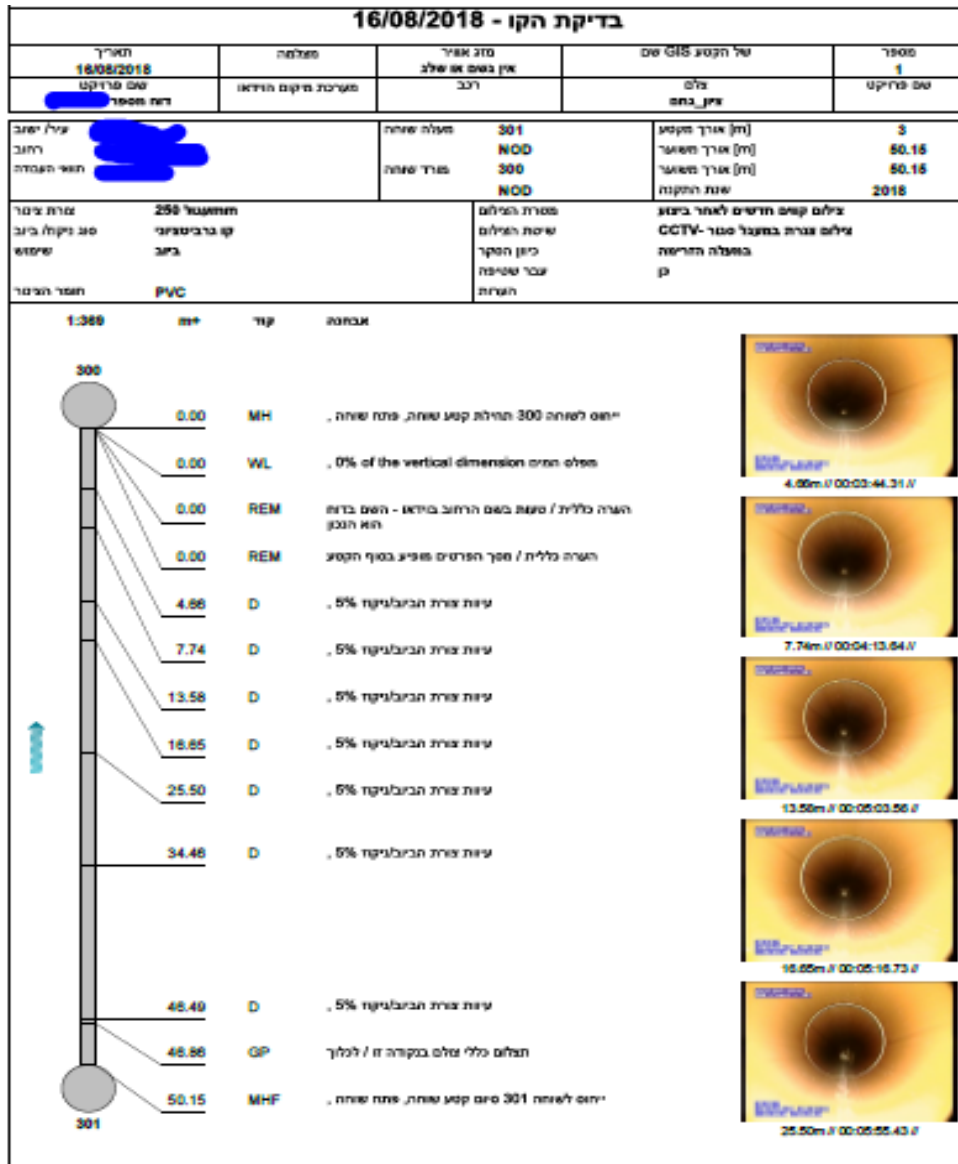 בדיקת הקו - 16/08/2018
תאריך מצלמה מזג אוויר של הקטע GIS שם מספר
16/08/2018 אין גשם או שלג 1
שם פרויקט מערכת מיקום הוידאו רכב צלם שם פרויקט
דוח מספר ציון_נחום
עיר/ ישוב מעלה שוחה 301 [m] אורך מקטע 3
רחוב NOD [m] אורך משוער 50.15
תוואי העבודה מורד שוחה 300 [m] אורך משוער 50.15
NOD שנת התקנה 2018
צורת צינור 250 מטרת הצילום צילום קווים חדשים לאחר ביצוע
סוג ניקוז/ ביוב קו גרביטציוני שיטת הצילום צילום צנרת במעגל סגור -CCTV
שימוש ביוב כיוון הסקר במעלה הזרימה
עבר שטיפה כן
חומר הצינור PVC הערות
1:369 m+ קוד אבחנה
300
0.00 MH ייחוס לשוחה 300 תחילת קטע שוחה, פתח שוחה ,
0.00 WL מפלס המים 0% of the vertical dimension ,
0.00 REM הערה כללית / טעות בשם הרחוב בוידאו - השם בדוח
הוא הנכון
0.00 REM הערה כללית / מסך הפרטים מופיע בסוף הקטע
4.66 D עיוות צורת הביוב/ניקוז 5% ,
7.74 D עיוות צורת הביוב/ניקוז 5% ,
13.58 D עיוות צורת הביוב/ניקוז 5% ,
16.65 D עיוות צורת הביוב/ניקוז 5% ,
25.50 D עיוות צורת הביוב/ניקוז 5% ,
34.46 D עיוות צורת הביוב/ניקוז 5% ,
46.49 D עיוות צורת הביוב/ניקוז 5% ,
46.86 GP תצלום כללי צולם בנקודה זו / לכלוך
50.15 MHF ייחוס לשוחה 301 סיום קטע שוחה, פתח שוחה ,
301
4.66m // 00:03:44.31 //
7.74m // 00:04:13.64 //
13.58m // 00:05:03.56 //
16.65m // 00:05:16.73 //
25.50m // 00:05:55.43 //